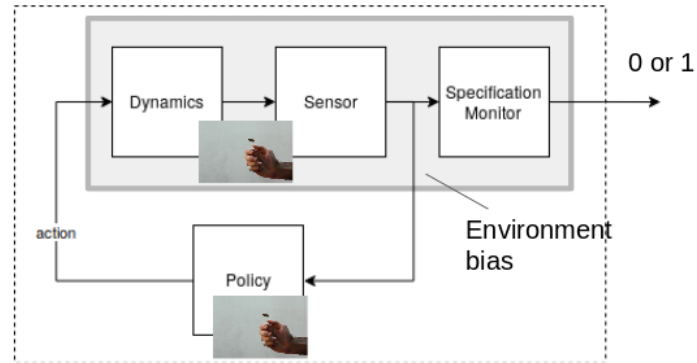 Dynamics
Sensor
Specification
Monitor
0 or 1
action
Policy
Environment
bias